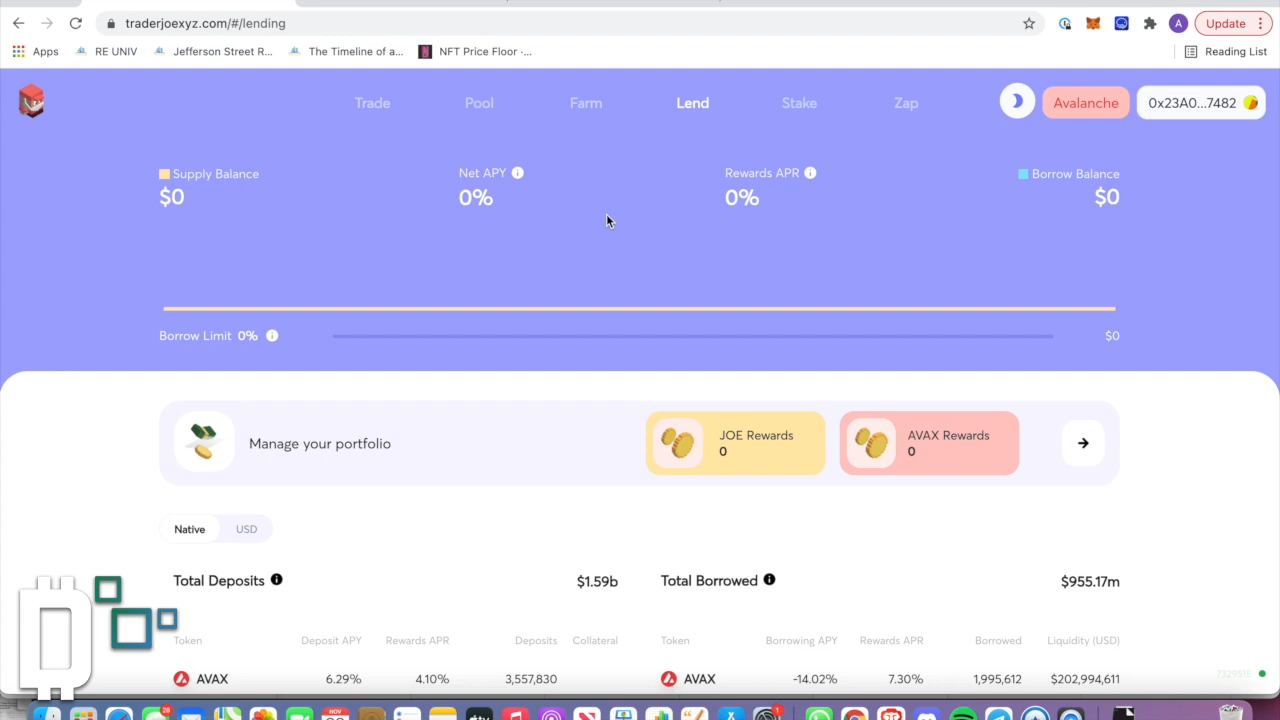 traderjoexyz.com/#/lending
A
Update
Apps
RE UNIV
Jefferson Street R...
The Timeline of a...
NFT Price Floor -...
Reading List
Trade
Pool
Farm
Lend
Stake
Zap
Avalanche
0x23A0...7482
Supply Balance
Net APY
Rewards APR
Borrow Balance
$0
0%
0%
$0
Borrow Limit 0%
$0
Manage your portfolio
JOE Rewards
0
AVAX Rewards
0
Native
USD
Total Deposits
$1.59b
Total Borrowed
$955.17m
Token
Deposit APY
Rewards APR
Deposits
Collateral
Token
Borrowing APY
Rewards APR
Borrowed
Liquidity (USD)
AVAX
6.29%
4.10%
3,557,830
AVAX
-14.02%
7.30%
1,995,612
$202,994,611
7329515
28
NOV
1